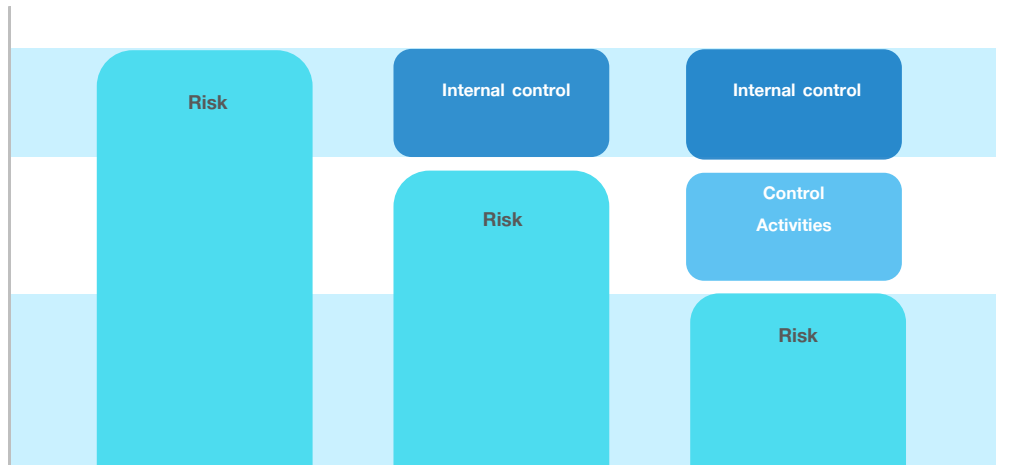 Risk
Internal control
Risk
Internal control
Control
Activities
Risk